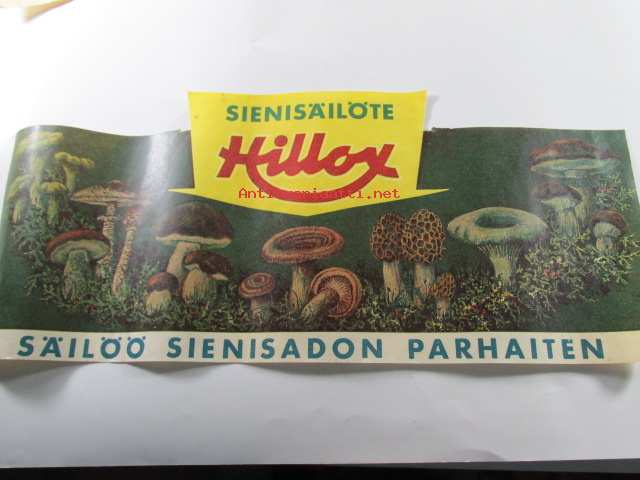 SIENISÄILÖTE
Hillox
Antikvariaatti.net
SÄILÖÖ SIENISADON PARHAITEN